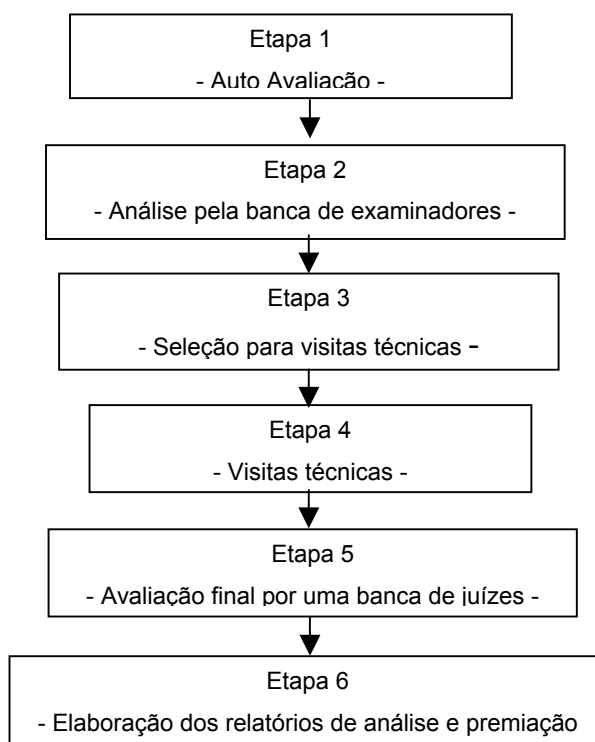 Etapa 1
- Auto Avaliação -
Etapa 2
- Análise pela banca de examinadores -
Etapa 3
- Seleção para visitas técnicas -
Etapa 4
- Visitas técnicas -
Etapa 5
- Avaliação final por uma banca de juízes -
Etapa 6
- Elaboração dos relatórios de análise e premiação